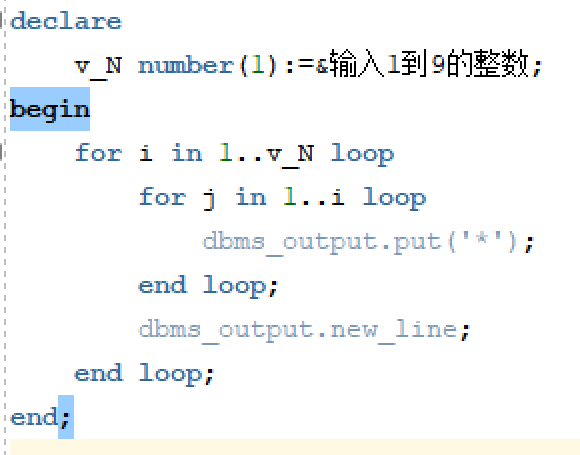 declare
    v_N number(1):=&输入1到9的整数;
begin
    for i in 1..v_N loop
        for j in 1..i loop
            dbms_output.put('*');
        end loop;
        dbms_output.new_line;
    end loop;
end;